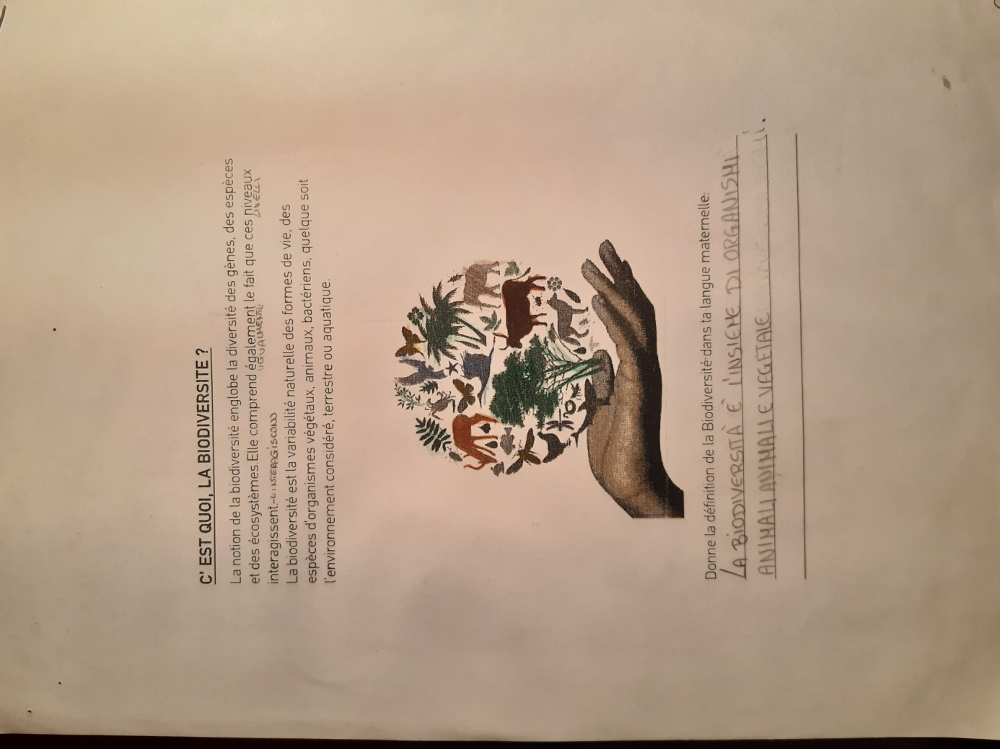 C' EST QUOI, LA BIODIVERSITE ?
La notion de la biodiversité englobe la diversité des gènes, des espèces
et des écosystèmes.Elle comprend également le fait que ces niveaux
UGUALMENTE LIVELLI
interagissent.-INTERAGISCONO
La biodiversité est la variabilité naturelle des formes de vie, des
espèces d'organismes végétaux, animaux, bactériens, quelque soit
l'environnement considéré, terrestre ou aquatique.
Donne la définition de la Biodiversité dans ta langue maternelle:
LA BIODIVERSITÀ È l'INSIEME DI ORGANISMI
ANIMALI ANIMALI E VEGETALE